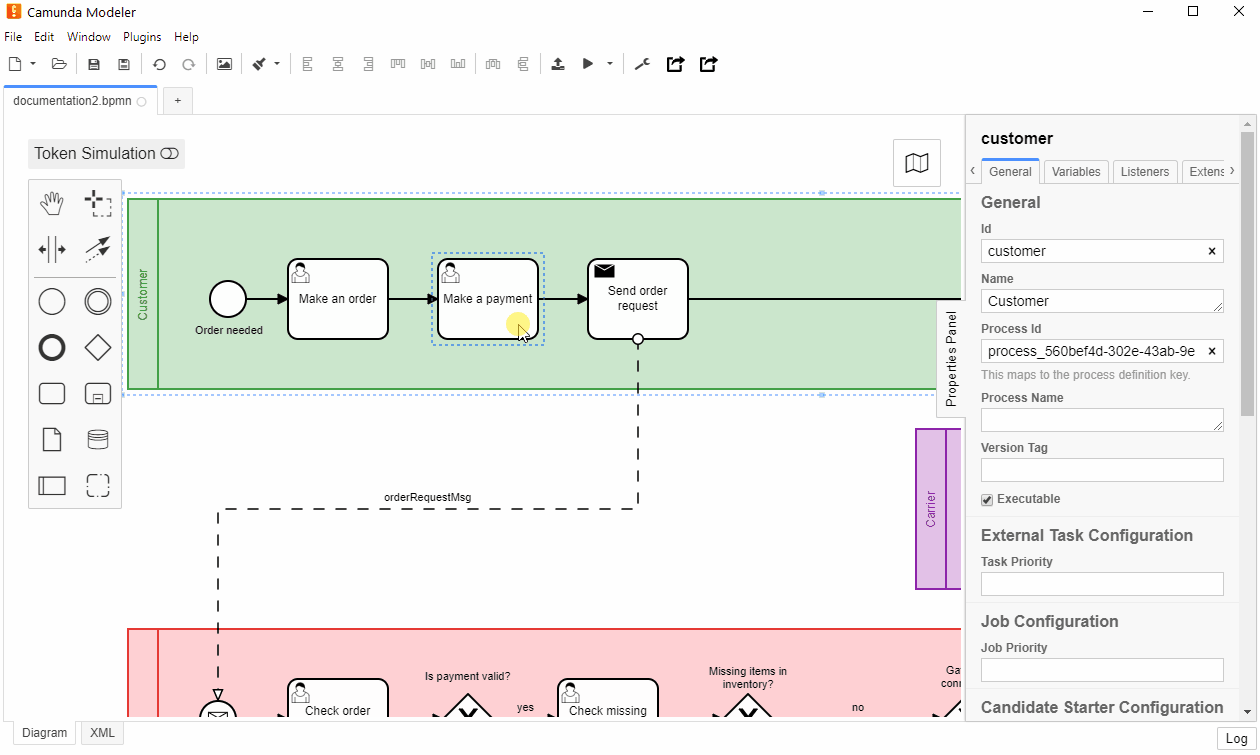 Camunda Modeler
File Edit Window Plugins Help
documentation2.bpmn
+
Token Simulation
Customer
Order needed
Make an order
Make a payment
Send order
request
orderRequestMsg
Carrier
Is payment valid?
Check order
yes
Check missing
Missing items in
inventory?
no
Ga
conn
Properties Panel
customer
General Variables Listeners Extens
General
Id
customer
Name
Customer
Process Id
process_560bef4d-302e-43ab-9e
This maps to the process definition key.
Process Name
Version Tag
Executable
External Task Configuration
Task Priority
Job Configuration
Job Priority
Candidate Starter Configuration
Diagram XML
Log